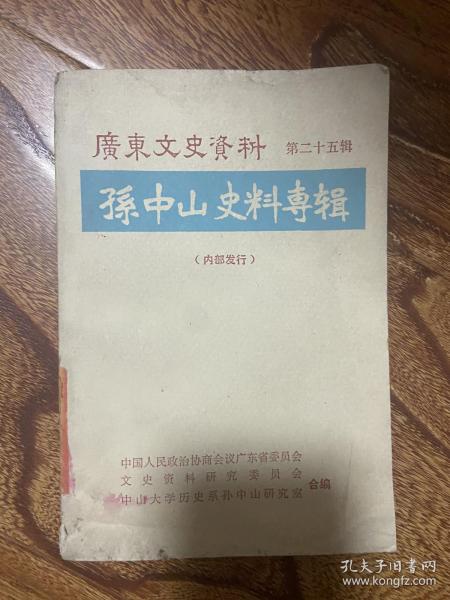 廣東文史資料 第二十五辑
孫中山史料專辑
（内部发行）
中国人民政治协商会议广东省委员会
文史资料研究委员会
中山大学历史系孙中山研究室
合编
孔夫子旧书网
www.kongfz.com